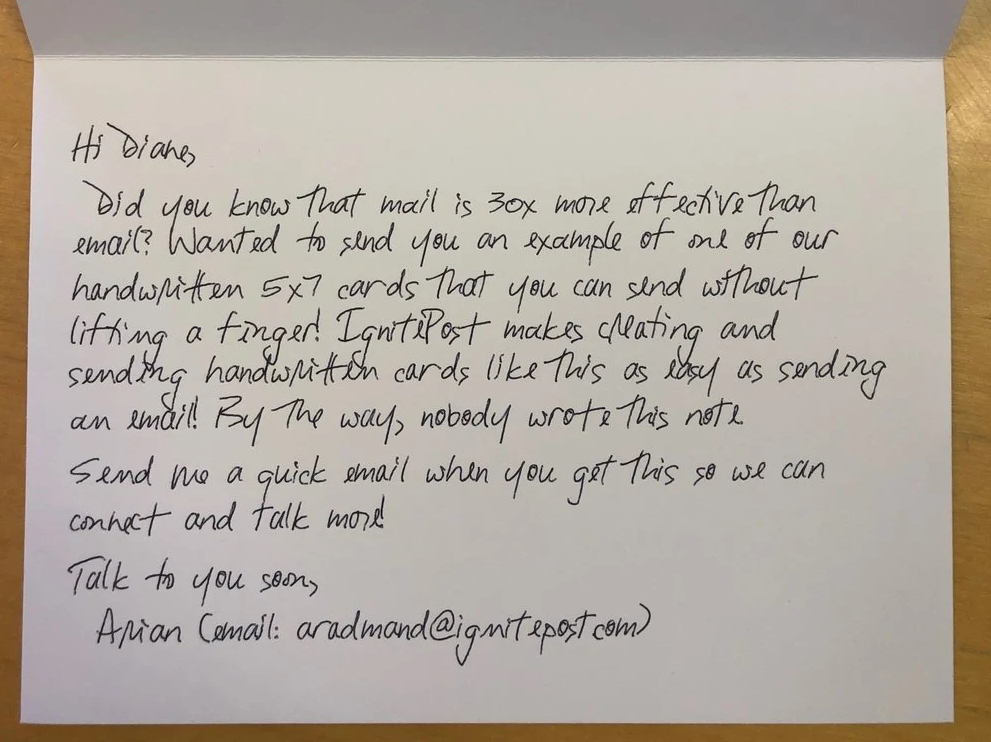 Hi Diane,
Did you know that mail is 30x more effective than
email? Wanted to send you an example of one of our
handwritten 5x7 cards that you can send without
lifting a finger! IgnitePost makes creating and
sending handwritten cards like this as easy as sending
an email! By the way, nobody wrote this note.
Send me a quick email when you get this so we can
connect and talk more!
Talk to you soon,
Arian (email: aradmand@ignitepost.com)